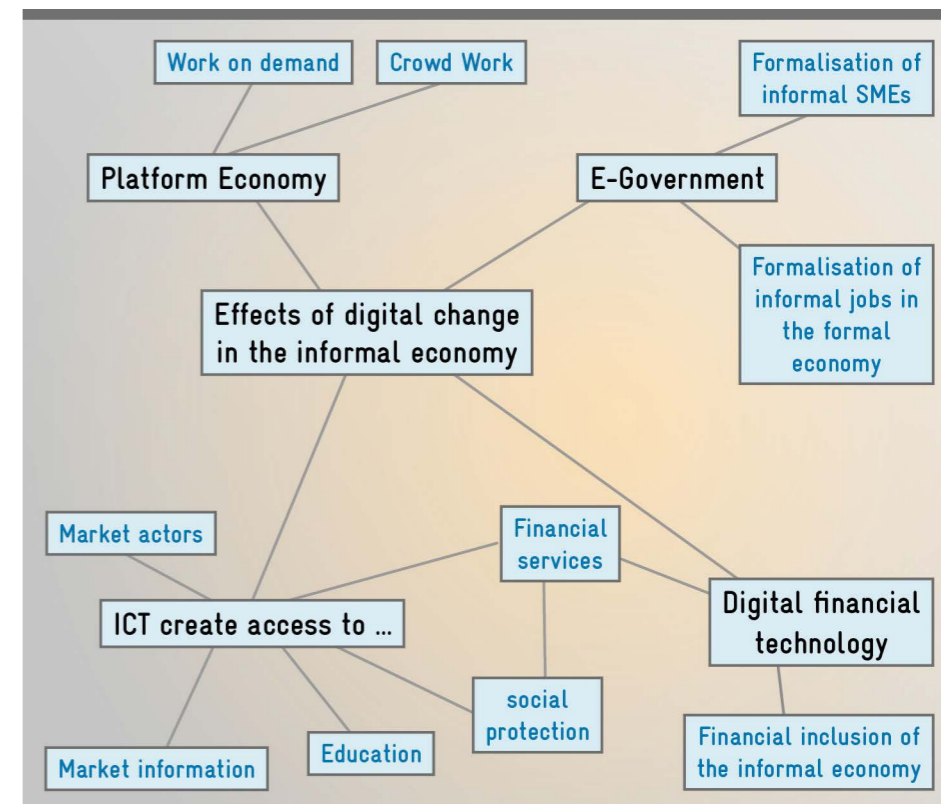 Work on demand
Crowd Work
Formalisation of
informal SMEs
Platform Economy
E-Government
Effects of digital change
in the informal economy
Formalisation of
informal jobs in
the formal
economy
Market actors
Financial
services
ICT create access to ...
Digital financial
technology
social
protection
Education
Market information
Financial inclusion of
the informal economy